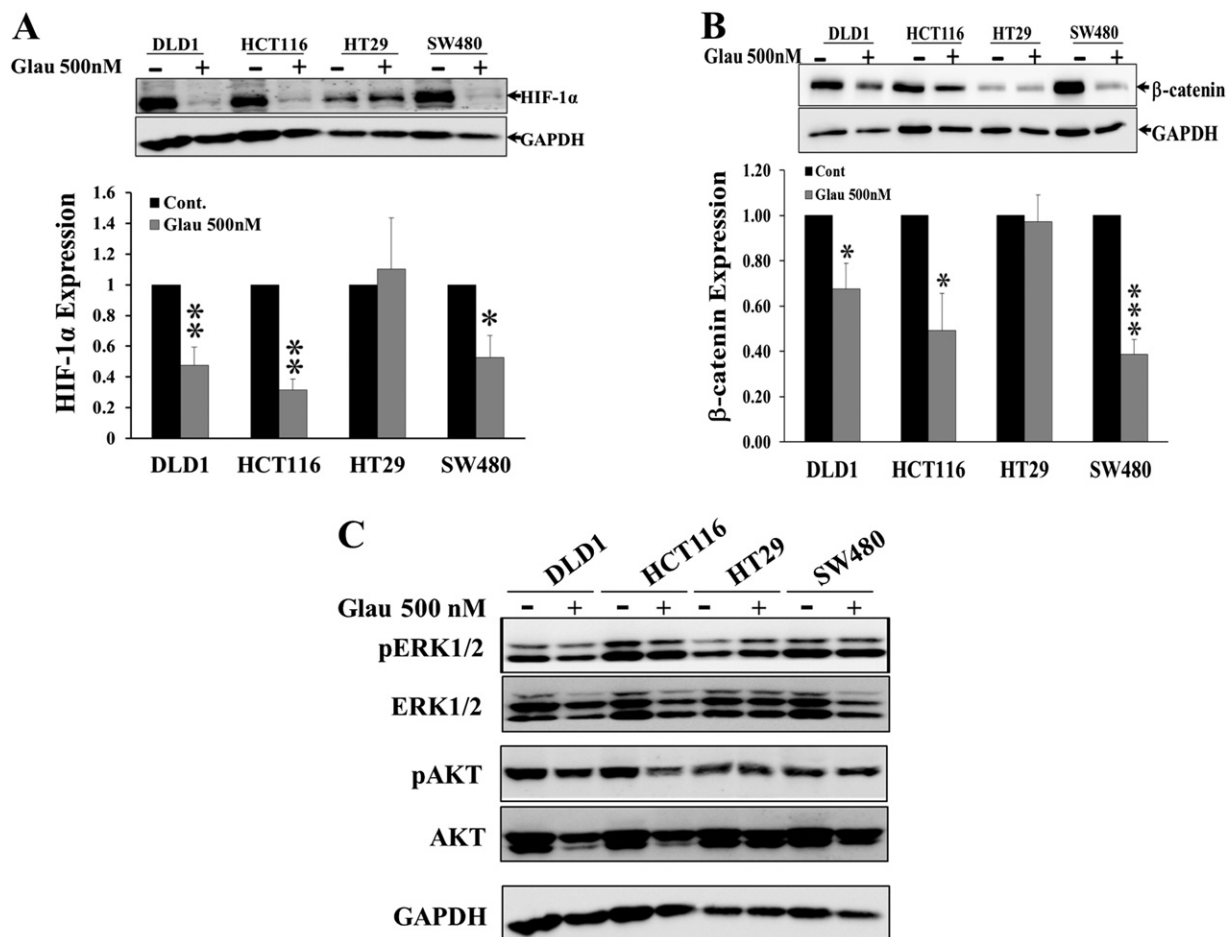 A
DLD1 HCT116 HT29 SW480
Glau 500nM - + - + - + - +
HIF-1α
GAPDH
HIF-1α Expression
1.6
1.4
1.2
1
0.8
0.6
0.4
0.2
0
Cont.
Glau 500nM
** ** *
DLD1 HCT116 HT29 SW480
B
DLD1 HCT116 HT29 SW480
Glau 500nM - + - + - + - +
β-catenin
GAPDH
β-catenin Expression
1.20
1.00
0.80
0.60
0.40
0.20
0.00
Cont
Glau 500nM
* * ***
DLD1 HCT116 HT29 SW480
C
DLD1 HCT116 HT29 SW480
Glau 500 nM - + - + - + - +
pERK1/2
ERK1/2
pAKT
AKT
GAPDH